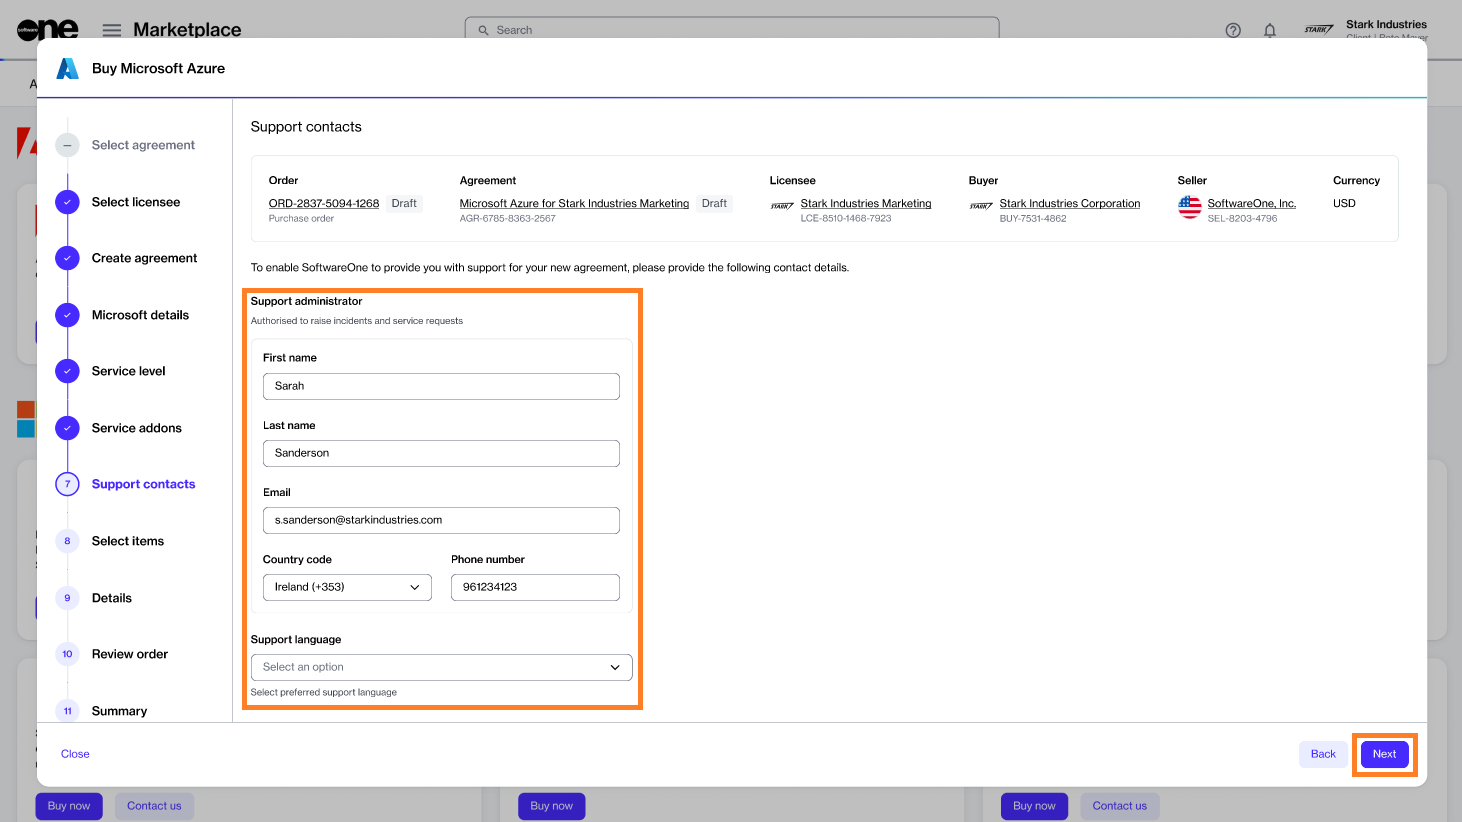 software one
Marketplace
Search
STARK
Stark Industries
Buy Microsoft Azure
Select agreement
Select licensee
Create agreement
Microsoft details
Service level
Service addons
7 Support contacts
8 Select items
9 Details
10 Review order
11 Summary
Support contacts
Order
ORD-2837-5094-1268 Draft
Purchase order
Agreement
Microsoft Azure for Stark Industries Marketing Draft
AGR-6785-8363-2567
Licensee
STARK Stark Industries Marketing
LCE-8510-1468-7923
Buyer
STARK Stark Industries Corporation
BUY-7531-4862
Seller
SoftwareOne, Inc.
SEL-8203-4796
Currency
USD
To enable SoftwareOne to provide you with support for your new agreement, please provide the following contact details.
Support administrator
Authorised to raise incidents and service requests
First name
Sarah
Last name
Sanderson
Email
s.sanderson@starkindustries.com
Country code
Ireland (+353)
Phone number
961234123
Support language
Select an option
Select preferred support language
Close
Back
Next
Buy now
Contact us
Buy now
Buy now
Contact us